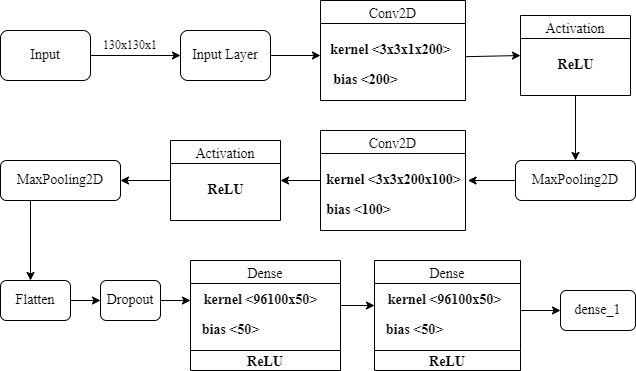 Input
130x130x1
Input Layer
Conv2D
kernel <3x3x1x200>
bias <200>
Activation
ReLU
MaxPooling2D
Conv2D
kernel <3x3x200x100>
bias <100>
Activation
ReLU
MaxPooling2D
Flatten
Dropout
Dense
kernel <96100x50>
bias <50>
ReLU
Dense
kernel <96100x50>
bias <50>
ReLU
dense_1